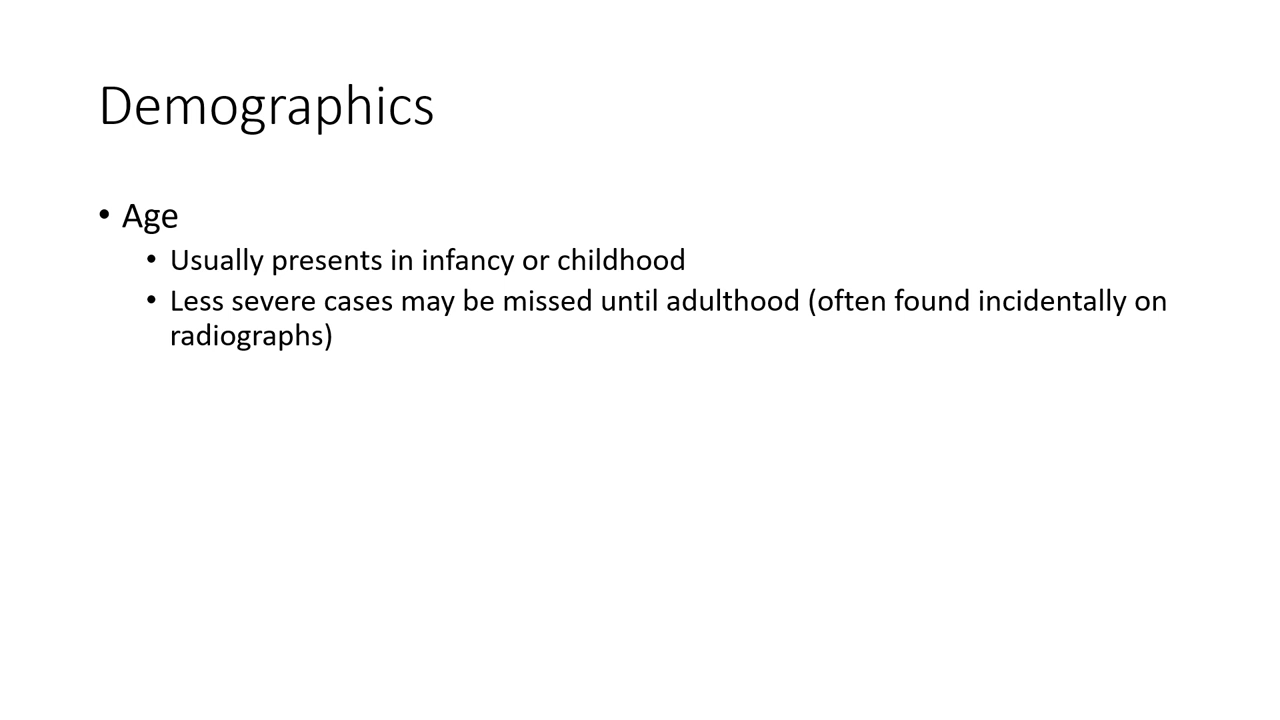 Demographics
• Age
• Usually presents in infancy or childhood
• Less severe cases may be missed until adulthood (often found incidentally on
radiographs)